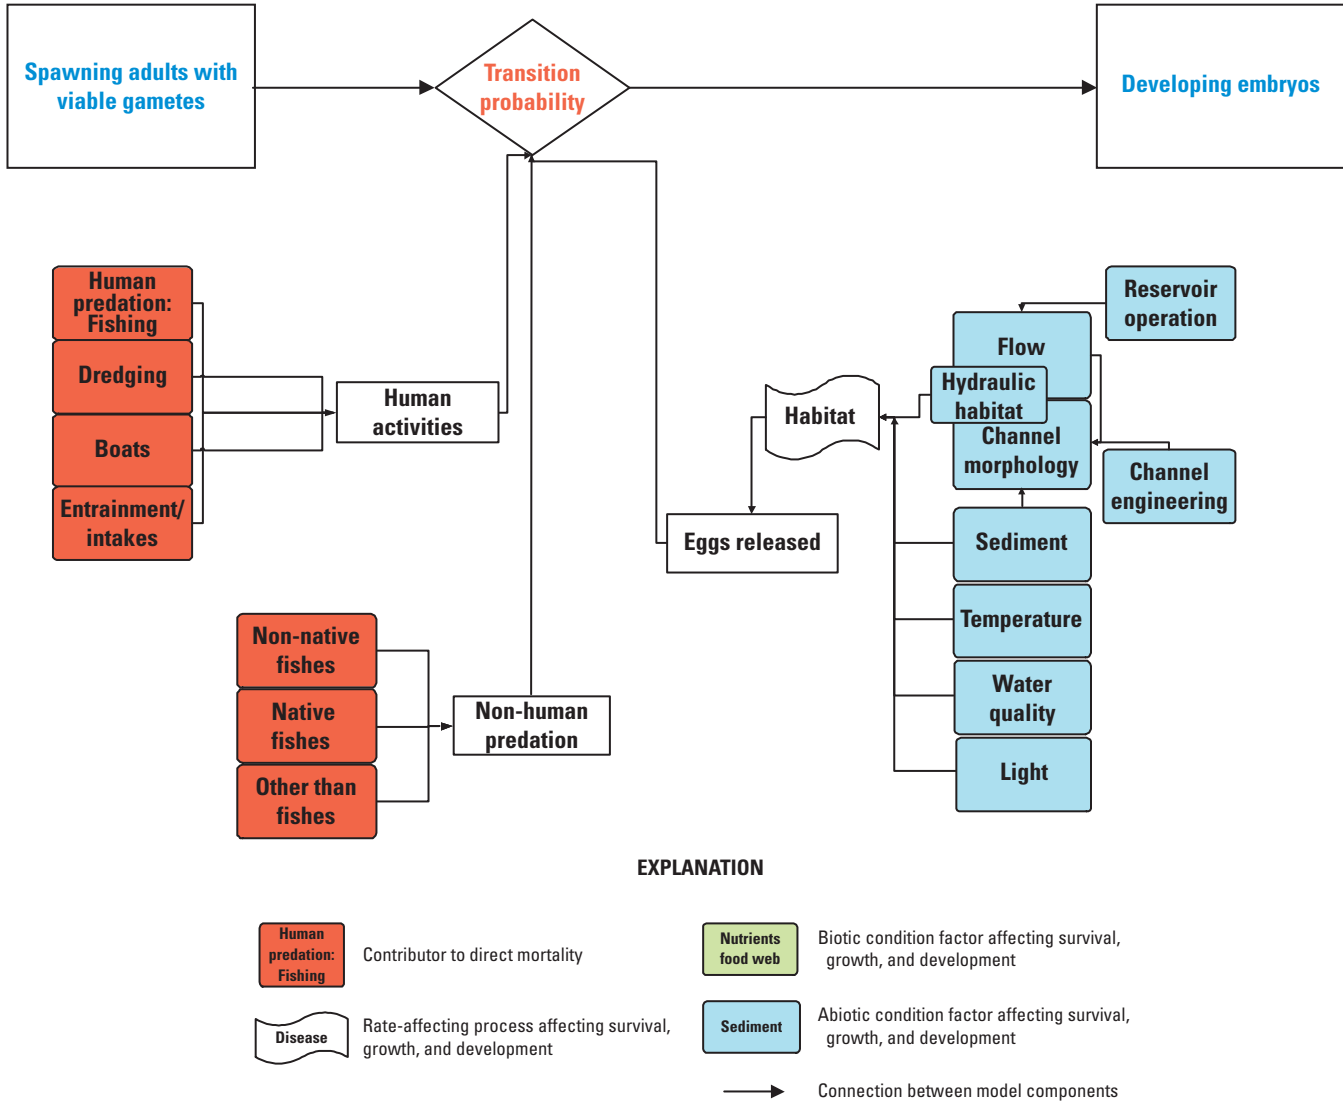 Spawning adults with
viable gametes
Transition
probability
Developing embryos
Human
predation:
Fishing
Dredging
Boats
Entrainment/
intakes
Human
activities
Non-native
fishes
Native
fishes
Other than
fishes
Non-human
predation
Eggs released
Habitat
Reservoir
operation
Flow
Hydraulic
habitat
Channel
morphology
Channel
engineering
Sediment
Temperature
Water
quality
Light
EXPLANATION
Human
predation:
Fishing
Contributor to direct mortality
Disease
Rate-affecting process affecting survival,
growth, and development
Nutrients
food web
Biotic condition factor affecting survival,
growth, and development
Sediment
Abiotic condition factor affecting survival,
growth, and development
Connection between model components